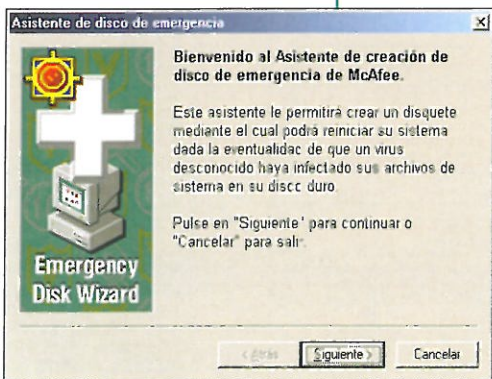 Asistente de disco de emergencia
Bienvenido al Asistente de creación de
disco de emergencia de McAfee.
Este asistente le permitirá crear un disquete
mediante el cual podrá reiniciar su sistema
dada la eventualidad de que un virus
desconocido haya infectado sus archivos de
sistema en su disco duro.
Pulse en "Siguiente" para continuar o
"Cancelar" para salir.
Emergency
Disk Wizard
< Atrás
Siguiente >
Cancelar